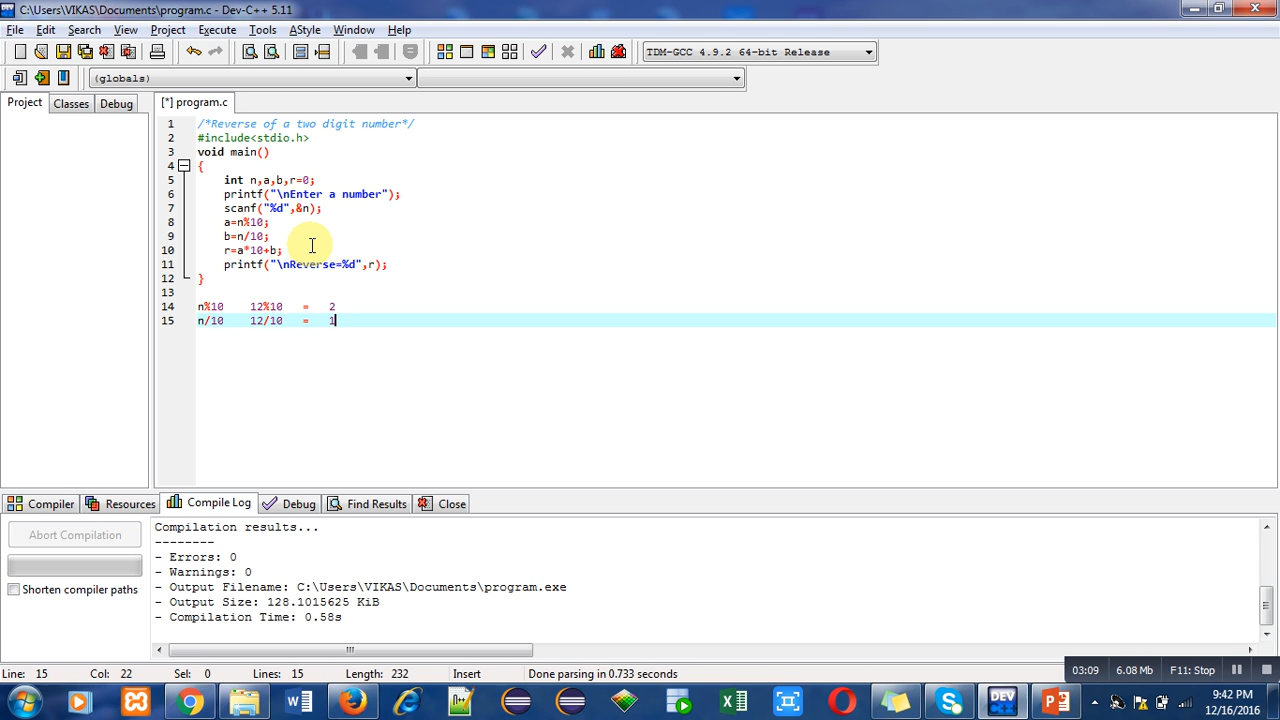 C:\Users\VIKAS\Documents\program.c - Dev-C++ 5.11
File Edit Search View Project Execute Tools AStyle Window Help
TDM-GCC 4.9.2 64-bit Release
(globals)
Project Classes Debug
[*] program.c
1 /*Reverse of a two digit number*/
2 #include<stdio.h>
3 void main()
4 {
5 int n,a,b,r=0;
6 printf("\nEnter a number");
7 scanf("%d",&n);
8 a=n%10;
9 b=n/10;
10 r=a*10+b;
11 printf("\nReverse=%d",r);
12 }
13
14 n%10 12%10 = 2
15 n/10 12/10 = 1
Compiler Resources Compile Log Debug Find Results Close
Abort Compilation
Shorten compiler paths
Compilation results...
--------
- Errors: 0
- Warnings: 0
- Output Filename: C:\Users\VIKAS\Documents\program.exe
- Output Size: 128.1015625 KiB
- Compilation Time: 0.58s
Line: 15 Col: 22 Sel: 0 Lines: 15 Length: 232 Insert Done parsing in 0.733 seconds
03:09 6.08 Mb F11: Stop
DEV
9:42 PM
12/16/2016